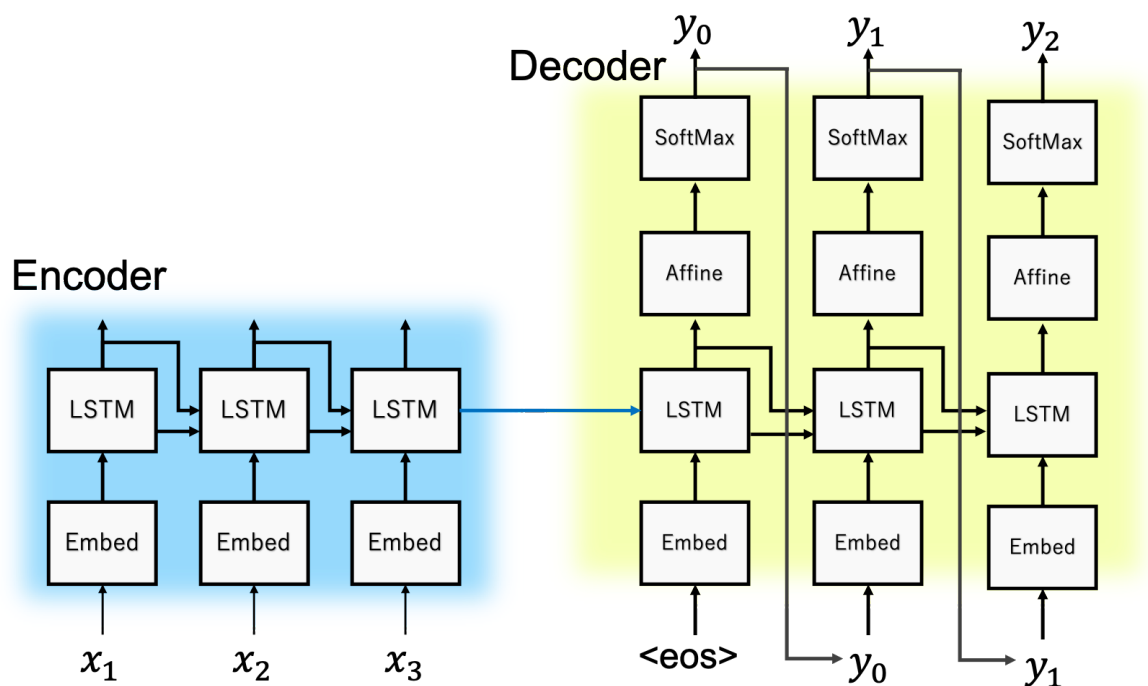 y₀ y₁ y₂
Decoder
SoftMax SoftMax SoftMax
Affine Affine Affine
Encoder
LSTM LSTM LSTM LSTM LSTM LSTM
Embed Embed Embed Embed Embed Embed
x₁ x₂ x₃ <eos> y₀ y₁